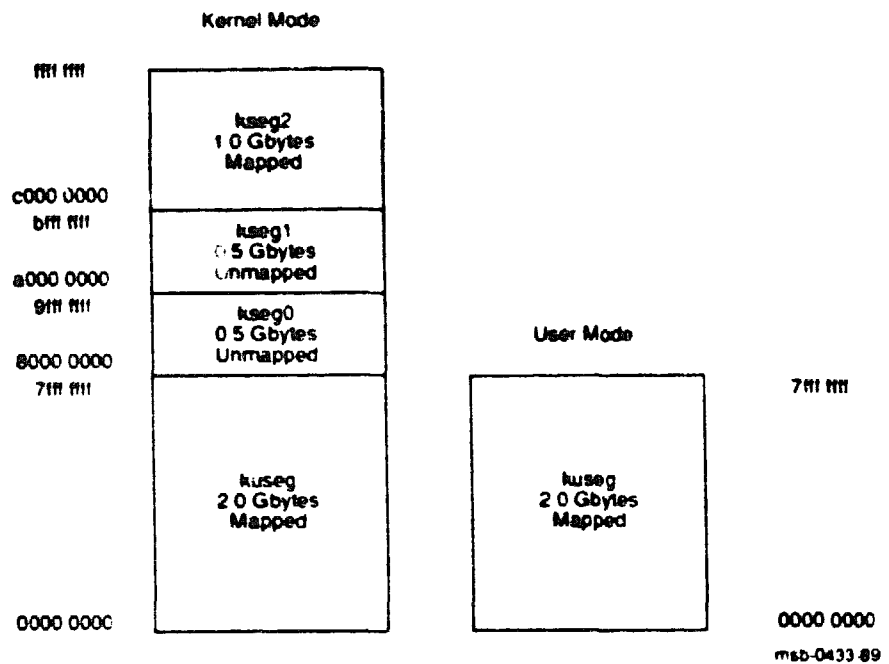 Kernel Mode
ffff ffff
kseg2
1.0 Gbytes
Mapped
c000 0000
bfff ffff
kseg1
0.5 Gbytes
Unmapped
a000 0000
9fff ffff
kseg0
0.5 Gbytes
Unmapped
8000 0000
7fff ffff
User Mode
7fff ffff
kuseg
2.0 Gbytes
Mapped
kuseg
2.0 Gbytes
Mapped
0000 0000
0000 0000
msb-0433-89